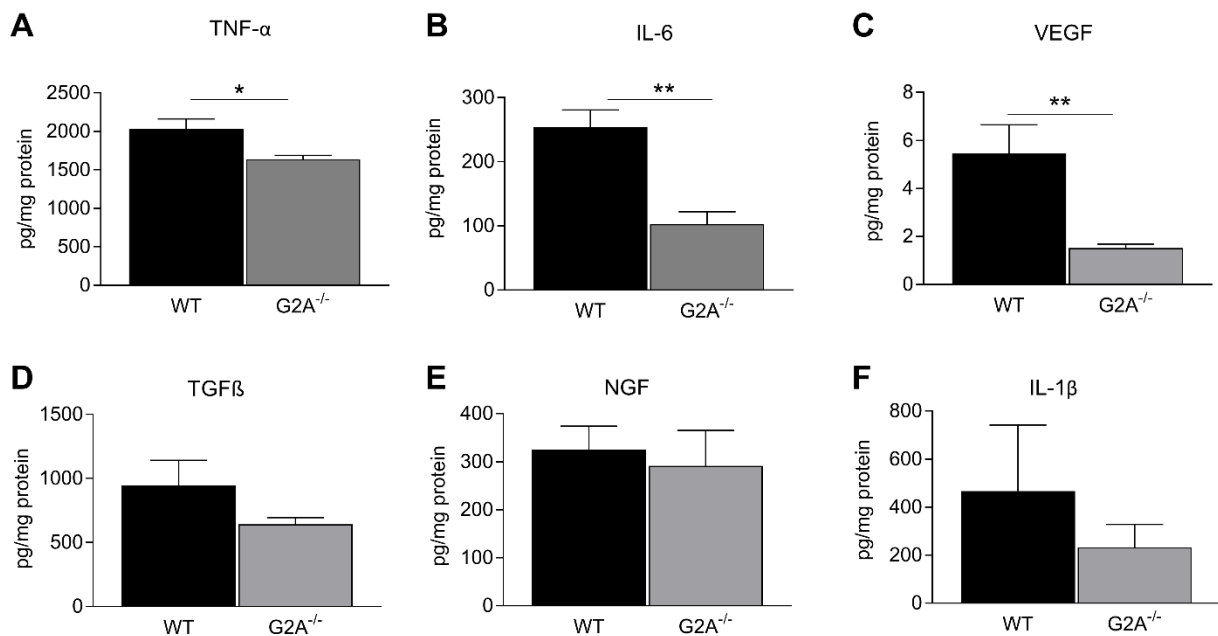 A
TNF-α
*
2500
2000
1500
1000
500
0
pg/mg protein
WT
G2A-/-
B
IL-6
**
300
200
100
0
pg/mg protein
WT
G2A-/-
C
VEGF
**
8
6
4
2
0
pg/mg protein
WT
G2A-/-
D
TGFß
1500
1000
500
0
pg/mg protein
WT
G2A-/-
E
NGF
400
300
200
300
0
pg/mg protein
WT
G2A-/-
F
IL-1β
800
600
400
200
0
pg/mg protein
WT
G2A-/-